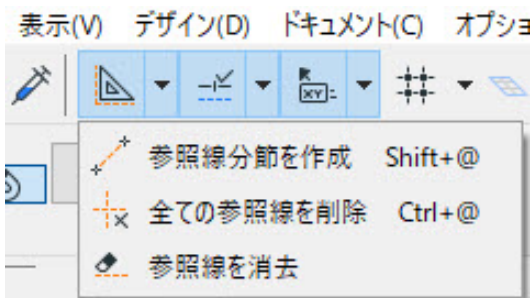 表示(V) デザイン(D) ドキュメント(C) オプショ
XY:
参照線分節を作成 Shift+@
全ての参照線を削除 Ctrl+@
参照線を消去